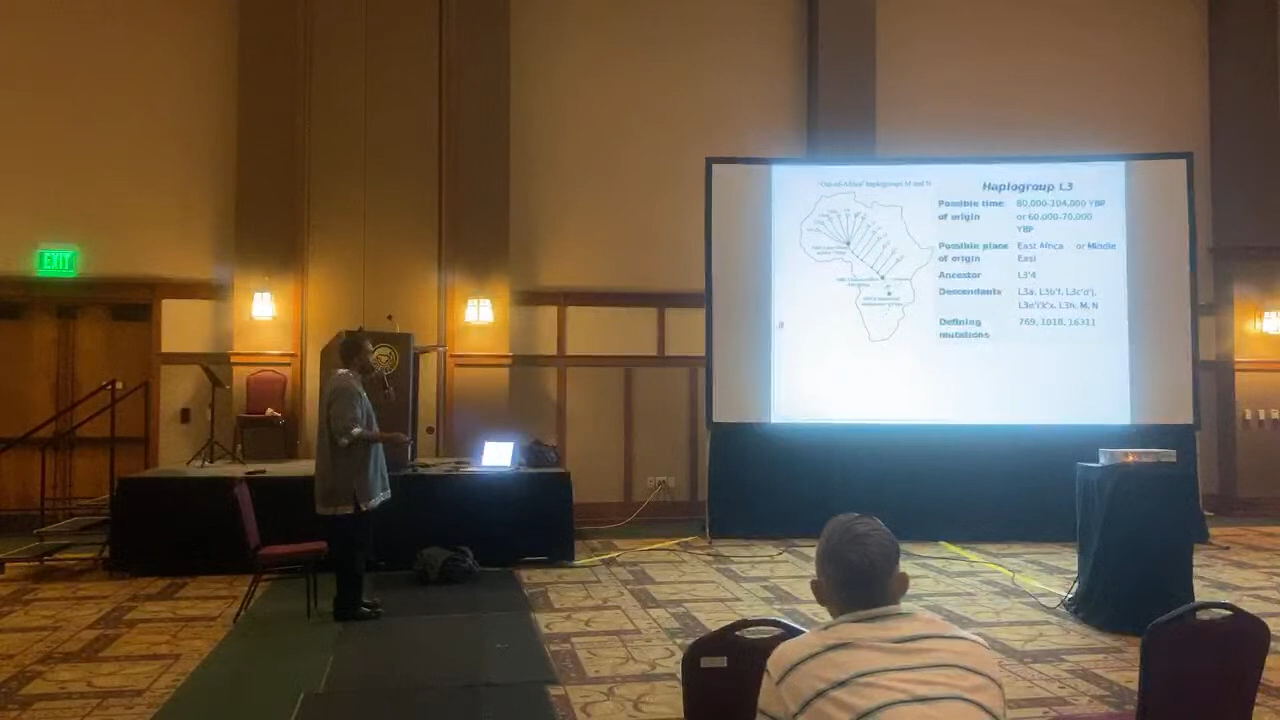 EXIT
"Out-of-Africa" haplogroups M and N
Haplogroup L3
Possible time
of origin
80,000-104,000 YBP
or 60,000-70,000
YBP
Possible place
of origin
East Africa or Middle
East
Ancestor
L3'4
Descendants
L3a, L3b'f, L3c'd'j,
L3e'i'k'x, L3h, M, N
Defining
mutations
769, 1018, 16311